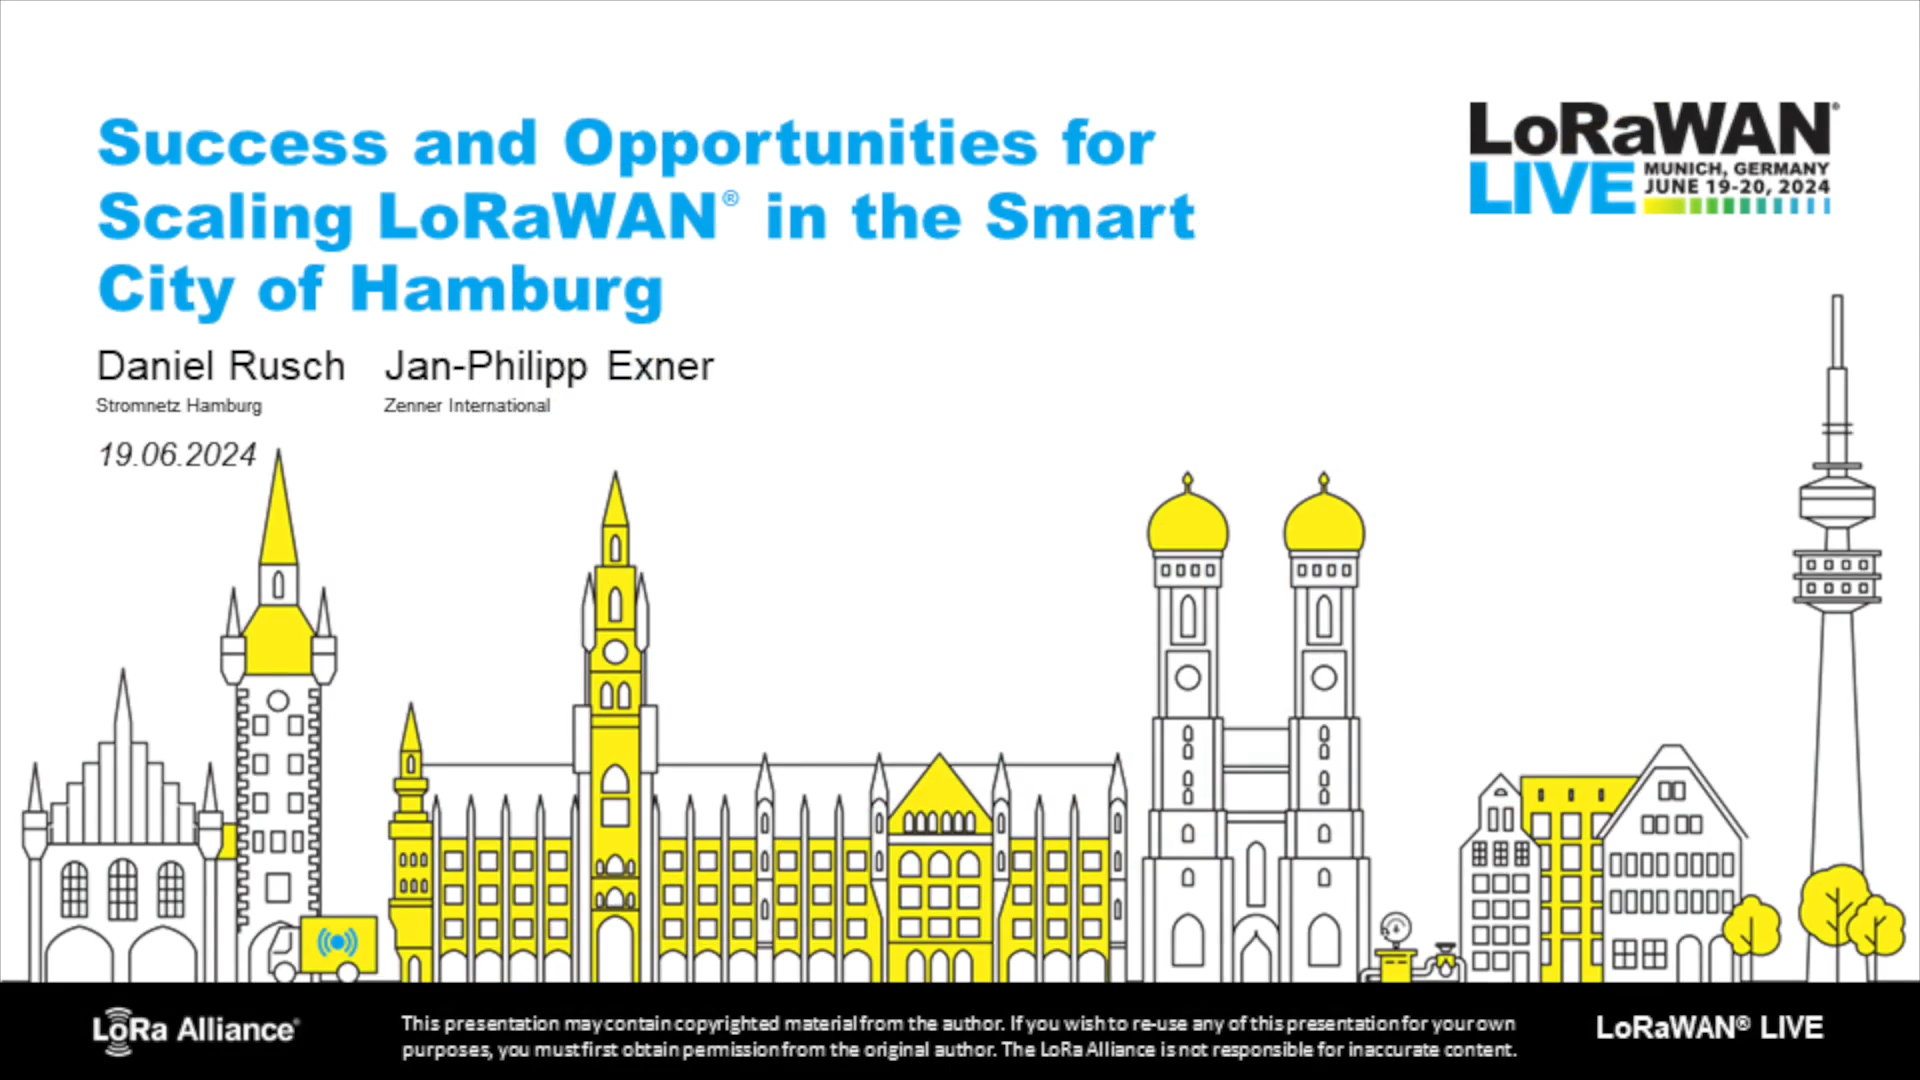 Success and Opportunities for
Scaling LoRaWAN® in the Smart
City of Hamburg
Daniel Rusch Jan-Philipp Exner
Stromnetz Hamburg Zenner International
19.06.2024
LoRaWAN®
LIVE MUNICH, GERMANY
JUNE 19-20, 2024
LoRa Alliance®
This presentation may contain copyrighted material from the author. If you wish to re-use any of this presentation for your own
purposes, you must first obtain permission from the original author. The LoRa Alliance is not responsible for inaccurate content.
LoRaWAN® LIVE